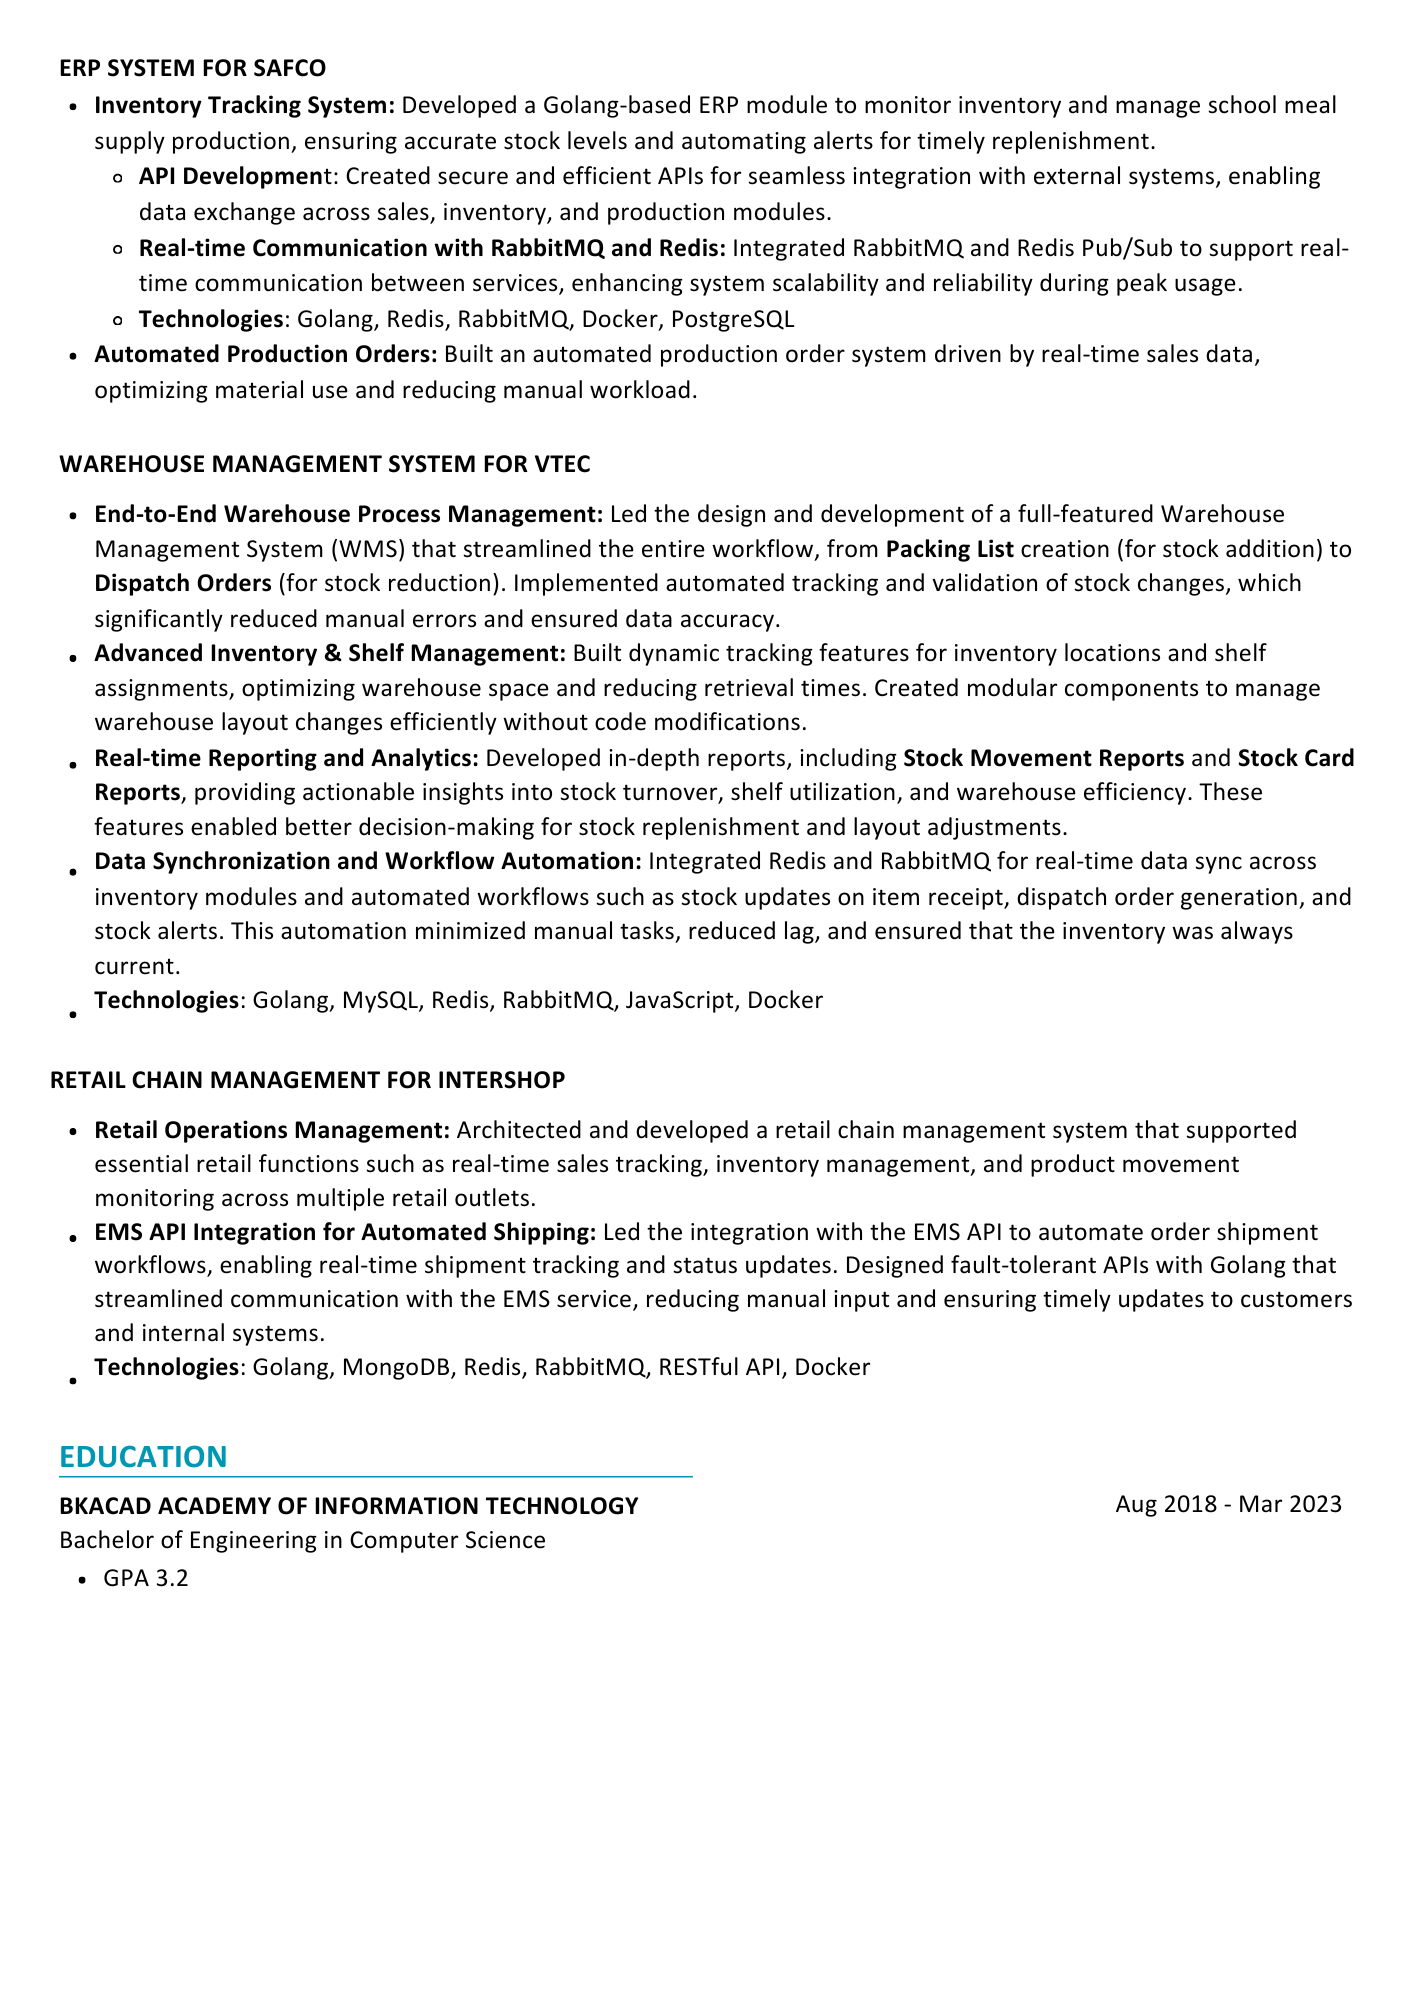 ERP SYSTEM FOR SAFCO
• Inventory Tracking System: Developed a Golang-based ERP module to monitor inventory and manage school meal
supply production, ensuring accurate stock levels and automating alerts for timely replenishment.
○ API Development: Created secure and efficient APIs for seamless integration with external systems, enabling
data exchange across sales, inventory, and production modules.
○ Real-time Communication with RabbitMQ and Redis: Integrated RabbitMQ and Redis Pub/Sub to support real-
time communication between services, enhancing system scalability and reliability during peak usage.
○ Technologies: Golang, Redis, RabbitMQ, Docker, PostgreSQL
• Automated Production Orders: Built an automated production order system driven by real-time sales data,
optimizing material use and reducing manual workload.
WAREHOUSE MANAGEMENT SYSTEM FOR VTEC
• End-to-End Warehouse Process Management: Led the design and development of a full-featured Warehouse
Management System (WMS) that streamlined the entire workflow, from Packing List creation (for stock addition) to
Dispatch Orders (for stock reduction). Implemented automated tracking and validation of stock changes, which
significantly reduced manual errors and ensured data accuracy.
• Advanced Inventory & Shelf Management: Built dynamic tracking features for inventory locations and shelf
assignments, optimizing warehouse space and reducing retrieval times. Created modular components to manage
warehouse layout changes efficiently without code modifications.
• Real-time Reporting and Analytics: Developed in-depth reports, including Stock Movement Reports and Stock Card
Reports, providing actionable insights into stock turnover, shelf utilization, and warehouse efficiency. These
features enabled better decision-making for stock replenishment and layout adjustments.
• Data Synchronization and Workflow Automation: Integrated Redis and RabbitMQ for real-time data sync across
inventory modules and automated workflows such as stock updates on item receipt, dispatch order generation, and
stock alerts. This automation minimized manual tasks, reduced lag, and ensured that the inventory was always
current.
• Technologies: Golang, MySQL, Redis, RabbitMQ, JavaScript, Docker
RETAIL CHAIN MANAGEMENT FOR INTERSHOP
• Retail Operations Management: Architected and developed a retail chain management system that supported
essential retail functions such as real-time sales tracking, inventory management, and product movement
monitoring across multiple retail outlets.
• EMS API Integration for Automated Shipping: Led the integration with the EMS API to automate order shipment
workflows, enabling real-time shipment tracking and status updates. Designed fault-tolerant APIs with Golang that
streamlined communication with the EMS service, reducing manual input and ensuring timely updates to customers
and internal systems.
• Technologies: Golang, MongoDB, Redis, RabbitMQ, RESTful API, Docker
EDUCATION
BKACAD ACADEMY OF INFORMATION TECHNOLOGY Aug 2018 - Mar 2023
Bachelor of Engineering in Computer Science
• GPA 3.2